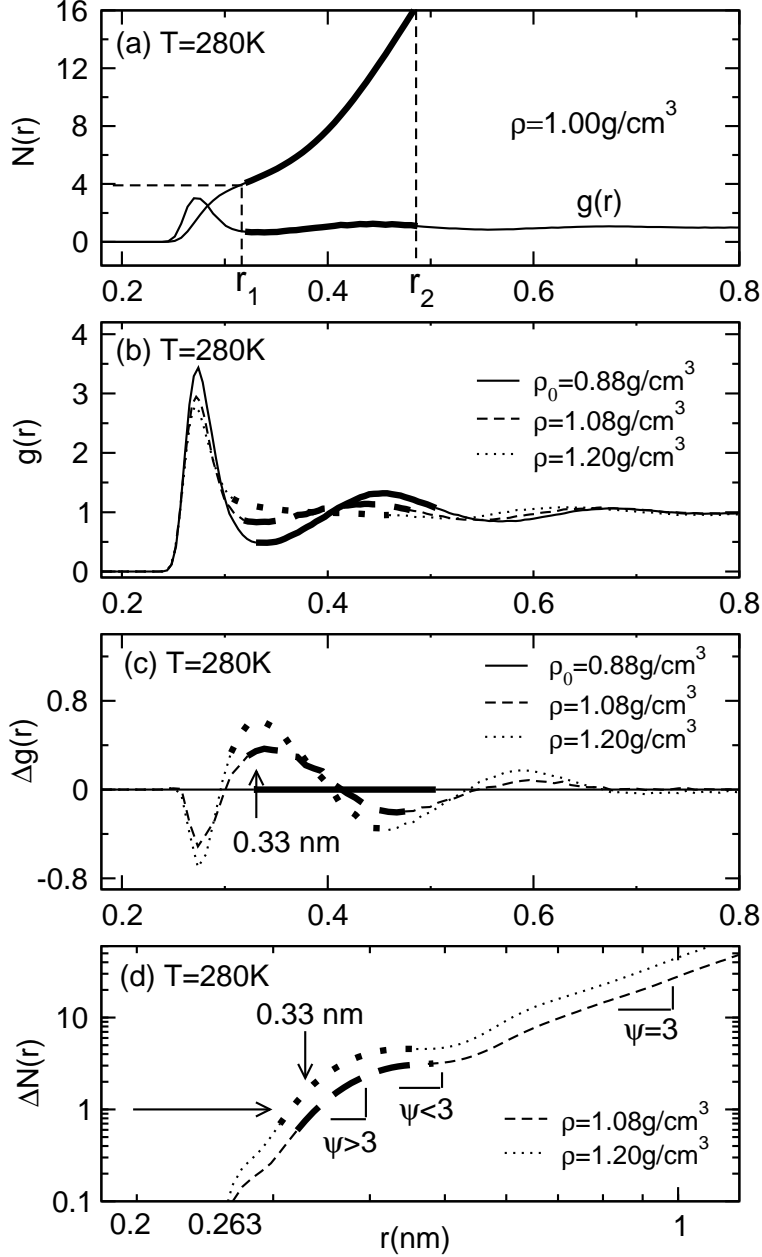 16
(a) T=280K
12
N(r)
ρ=1.00g/cm³
8
4
g(r)
0
0.2 r₁ 0.4 r₂ 0.6 0.8
4
(b) T=280K
ρ₀=0.88g/cm³
3
ρ=1.08g/cm³
g(r)
2
ρ=1.20g/cm³
1
0
0.2 0.4 0.6 0.8
(c) T=280K
ρ₀=0.88g/cm³
0.8
ρ=1.08g/cm³
Δg(r)
ρ=1.20g/cm³
0
0.33 nm
-0.8
0.2 0.4 0.6 0.8
(d) T=280K
0.33 nm
10
ψ=3
ΔN(r)
1
ψ<3
ψ>3
ρ=1.08g/cm³
ρ=1.20g/cm³
0.1
0.2 0.263 r(nm) 1